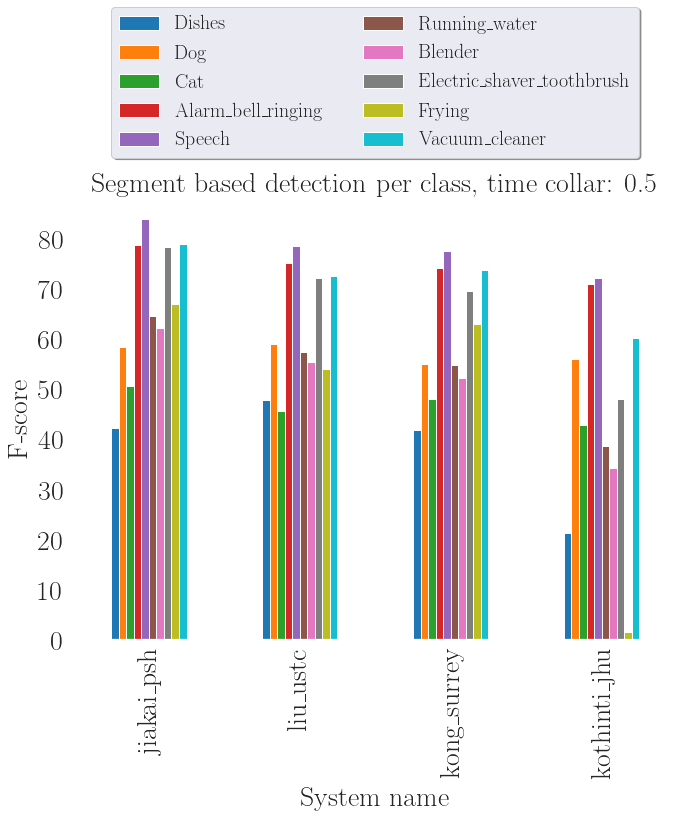 Dishes
Dog
Cat
Alarm_bell_ringing
Speech
Running_water
Blender
Electric_shaver_toothbrush
Frying
Vacuum_cleaner
Segment based detection per class, time collar: 0.5
F-score
80
70
60
50
40
30
20
10
0
jiakai_psh
liu_ustc
kong_surrey
kothinti_jhu
System name